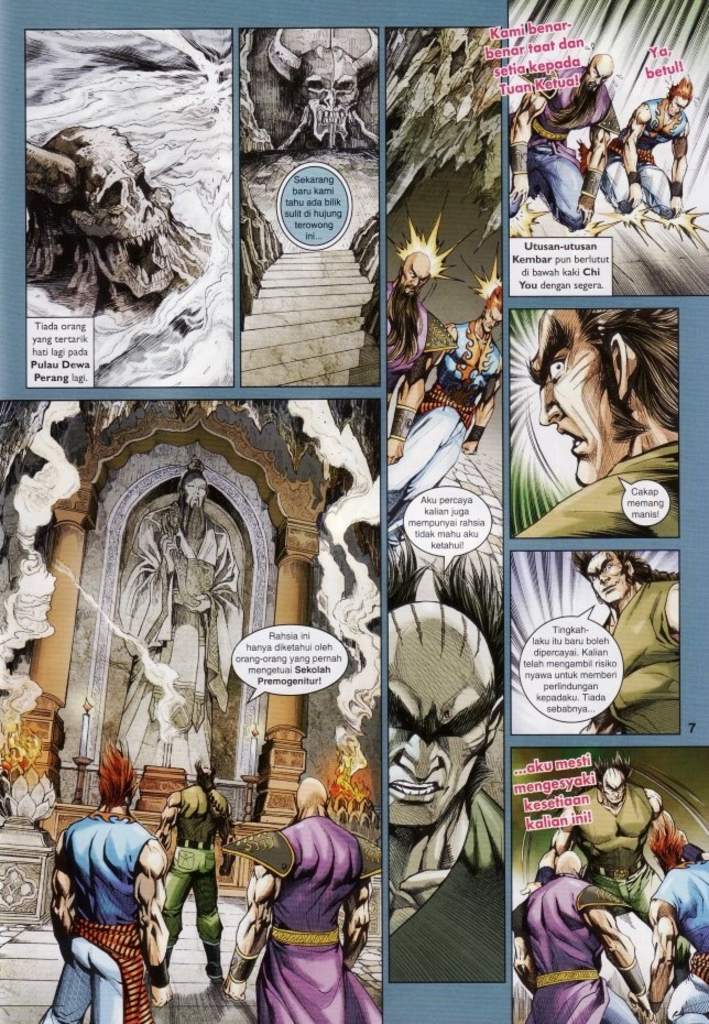 Tiada orang
yang tertarik
hati lagi pada
Pulau Dewa
Perang lagi.
Sekarang
baru kami
tahu ada bilik
sulit di hujung
terowong
ini...
Rahsia ini
hanya diketahui oleh
orang-orang yang pernah
mengetuai Sekolah
Premogenitur!
Aku percaya
kalian juga
mempunyai rahsia
tidak mahu aku
ketahui!
Kami benar-
benar taat dan
setia kepada
Tuan Ketua!
Ya,
betul!
Utusan-utusan
Kembar pun berlutut
di bawah kaki Chi
You dengan segera.
Cakap
memang
manis!
Tingkah-
laku itu baru boleh
dipercayai. Kalian
telah mengambil risiko
nyawa untuk memberi
perlindungan
kepadaku. Tiada
sebabnya...
7
...aku mesti
mengesyaki
kesetiaan
kalian ini!